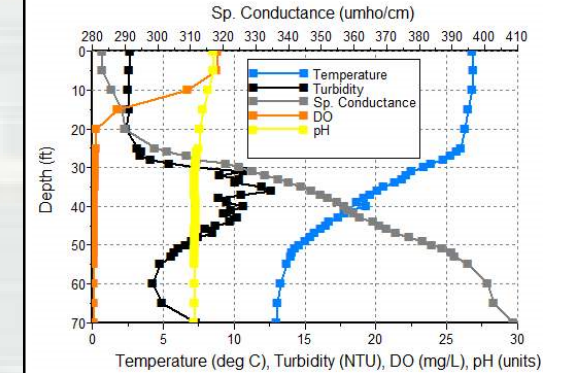 Sp. Conductance (umho/cm)
280 290 300 310 320 330 340 350 360 370 380 390 400 410
0
10
20
30
40
50
60
70
Depth (ft)
Temperature
Turbidity
Sp. Conductance
DO
pH
0 5 10 15 20 25 30
Temperature (deg C), Turbidity (NTU), DO (mg/L), pH (units)